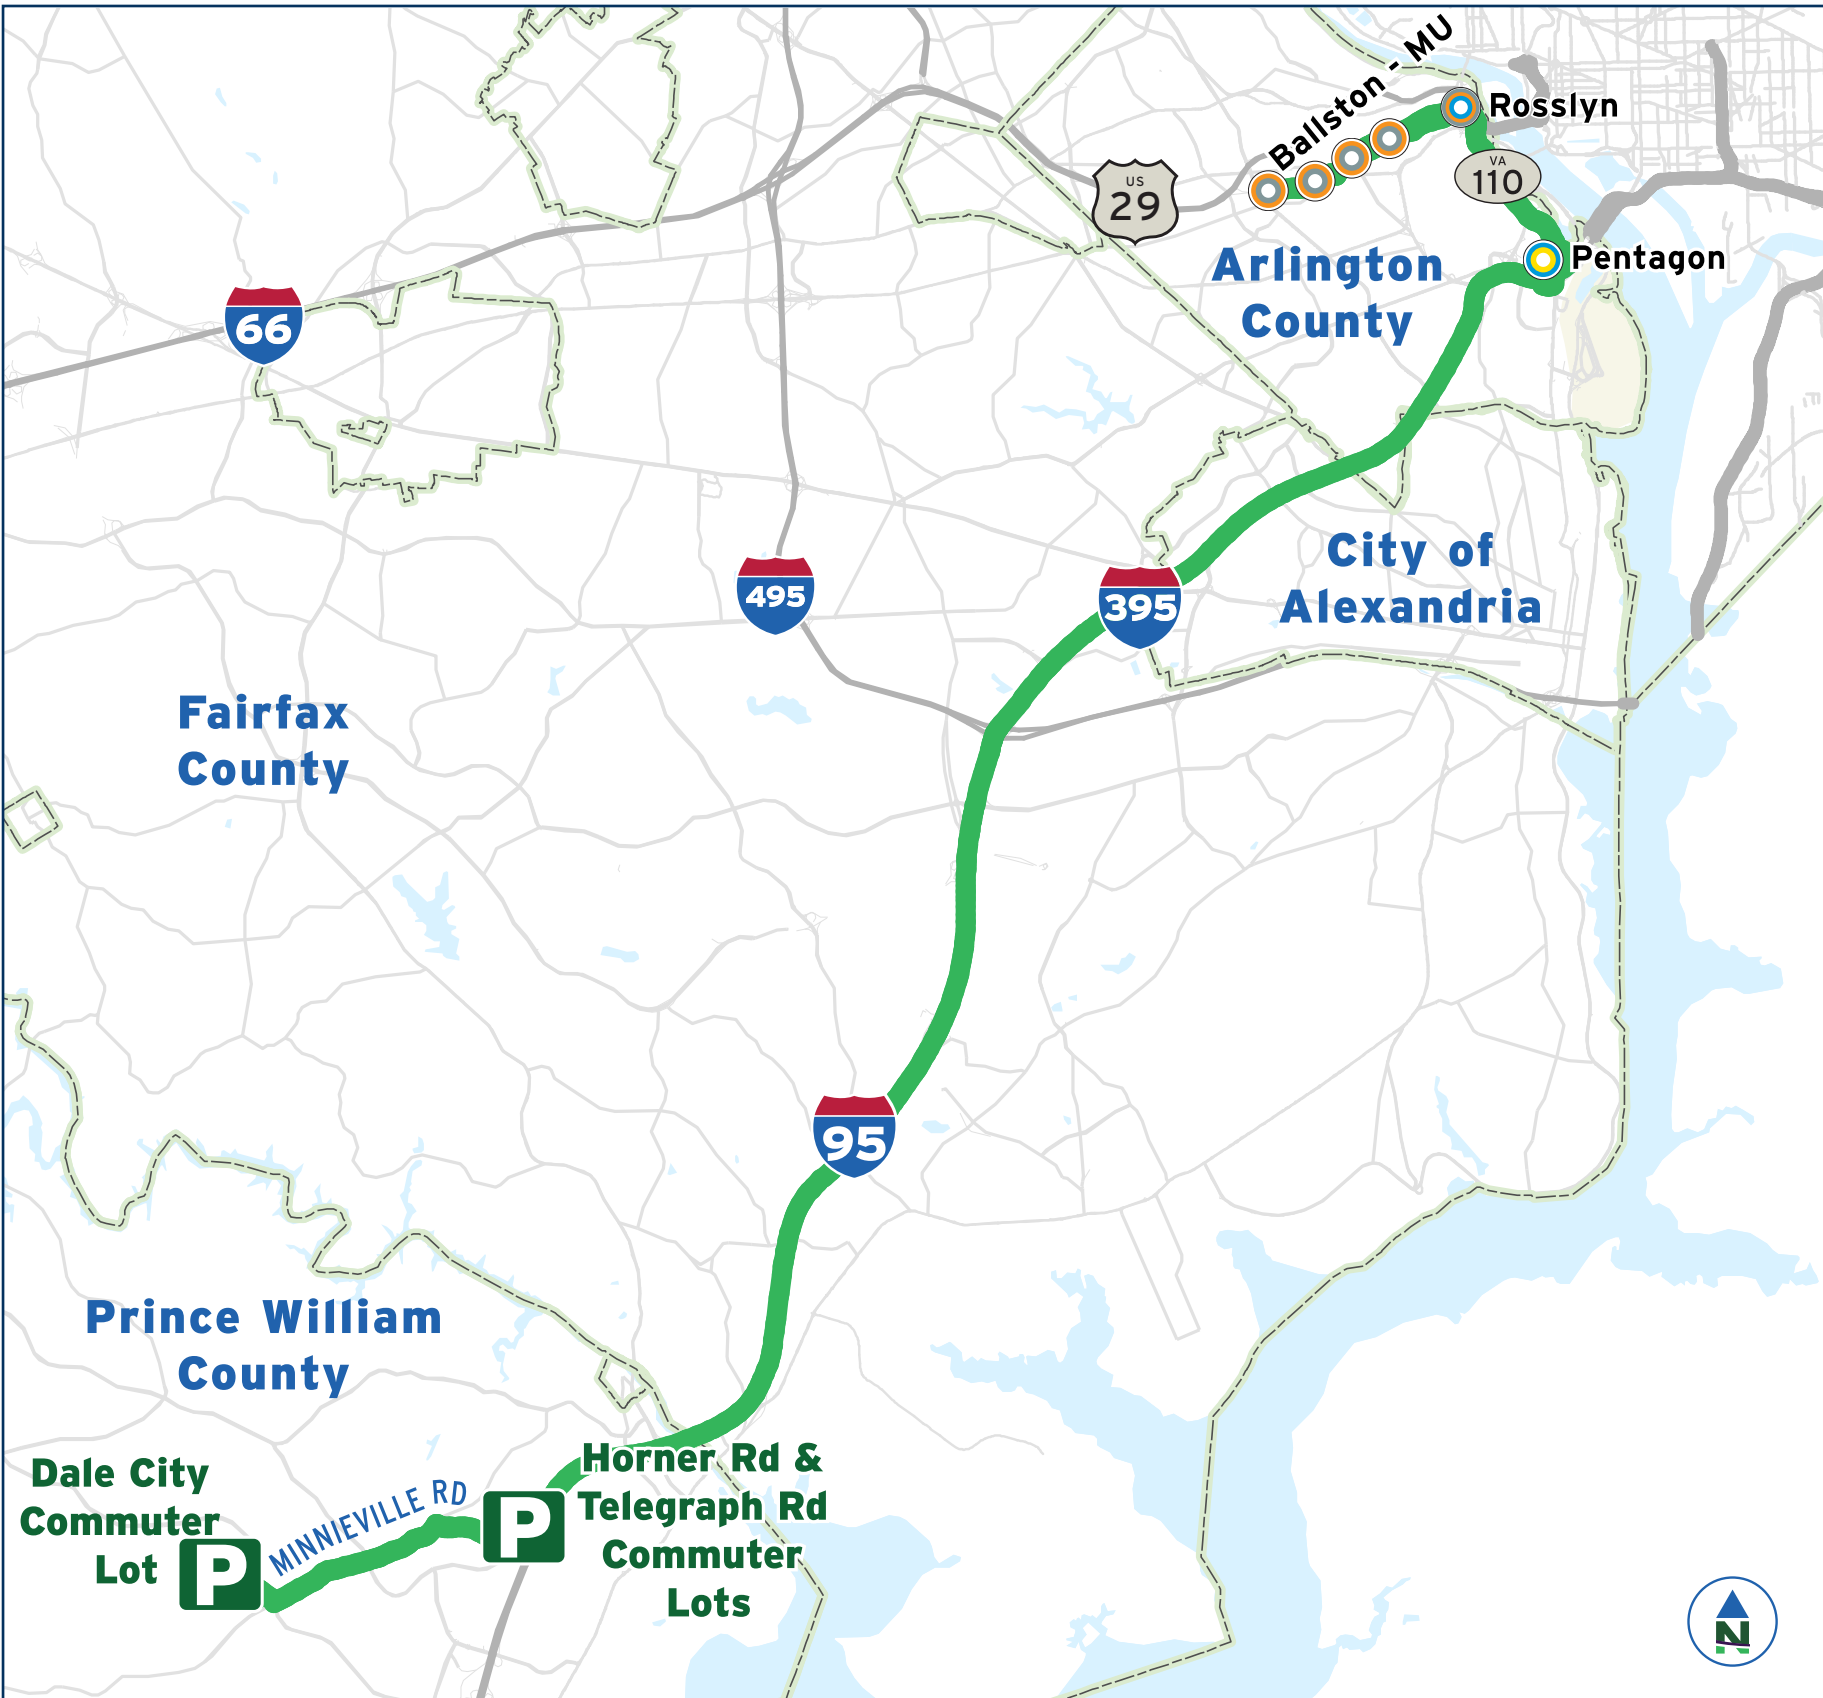 Ballston - MU
Rosslyn
VA
110
US
29
Pentagon
Arlington
County
66
City of
Alexandria
495
395
Fairfax
County
95
Prince William
County
Horner Rd &
Telegraph Rd
Commuter
Lots
Dale City
Commuter
Lot
P
MINNIEVILLE RD
P
N